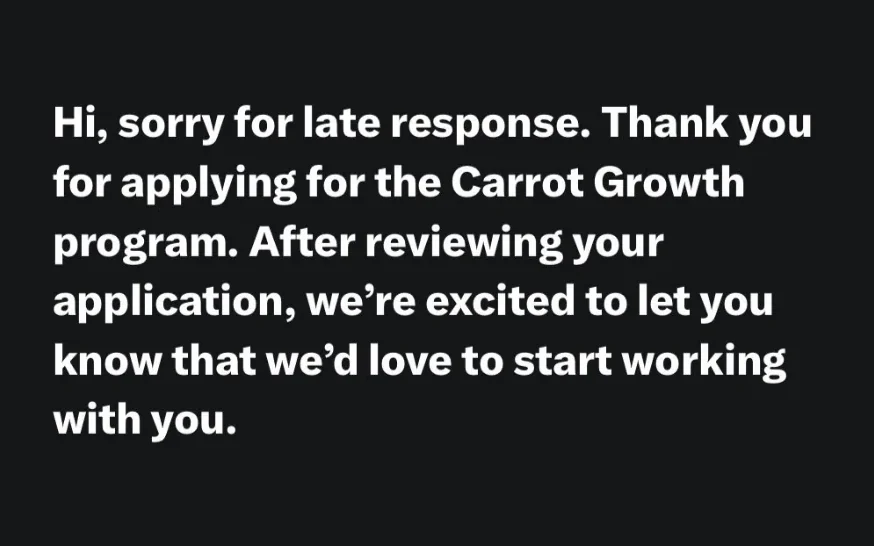 Hi, sorry for late response. Thank you
for applying for the Carrot Growth
program. After reviewing your
application, we’re excited to let you
know that we’d love to start working
with you.